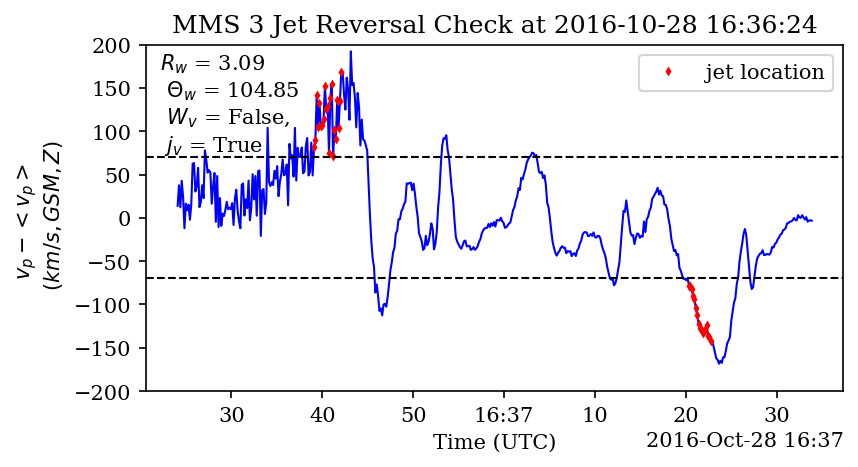 MMS 3 Jet Reversal Check at 2016-10-28 16:36:24
R_w = 3.09
Θ_w = 104.85
W_v = False,
j_v = True
jet location
v_p − < v_p >
(km/s, GSM, Z)
200
150
100
50
0
−50
−100
−150
−200
30 40 50 16:37 10 20 30
Time (UTC)
2016-Oct-28 16:37